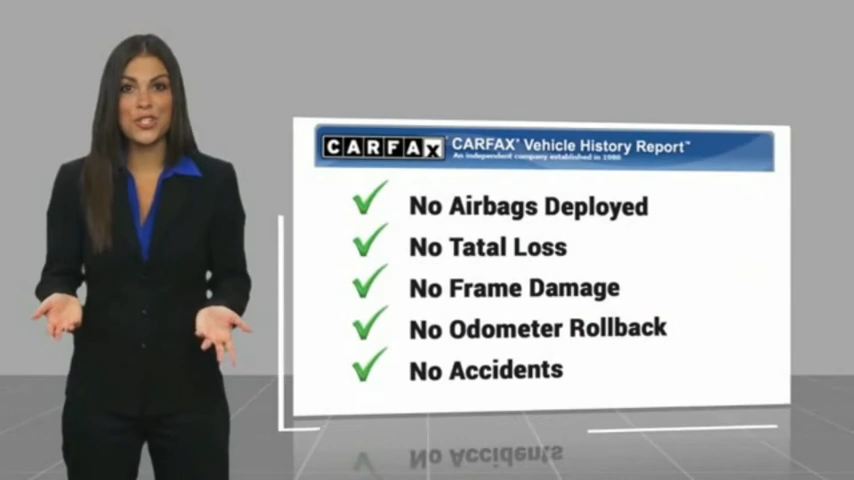 CARFAX CARFAX® Vehicle History Report™
An independent company established in 1986
No Airbags Deployed
No Tatal Loss
No Frame Damage
No Odometer Rollback
No Accidents
No Accidents